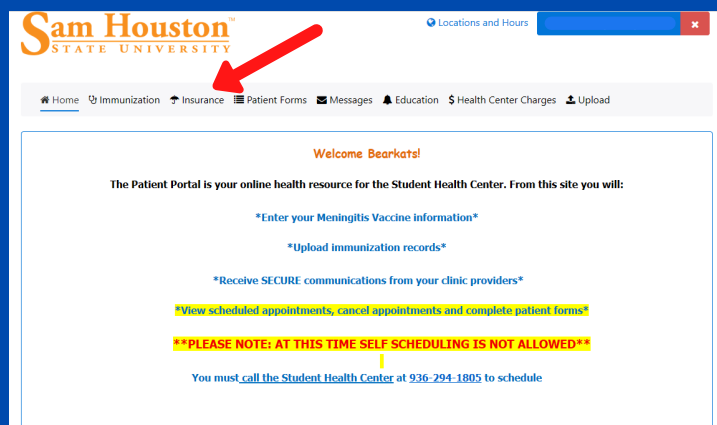 Sam Houston™
STATE UNIVERSITY
Locations and Hours
Home Immunization Insurance Patient Forms Messages Education $ Health Center Charges Upload
Welcome Bearkats!
The Patient Portal is your online health resource for the Student Health Center. From this site you will:
*Enter your Meningitis Vaccine information*
*Upload immunization records*
*Receive SECURE communications from your clinic providers*
*View scheduled appointments, cancel appointments and complete patient forms*
**PLEASE NOTE: AT THIS TIME SELF SCHEDULING IS NOT ALLOWED**
You must call the Student Health Center at 936-294-1805 to schedule